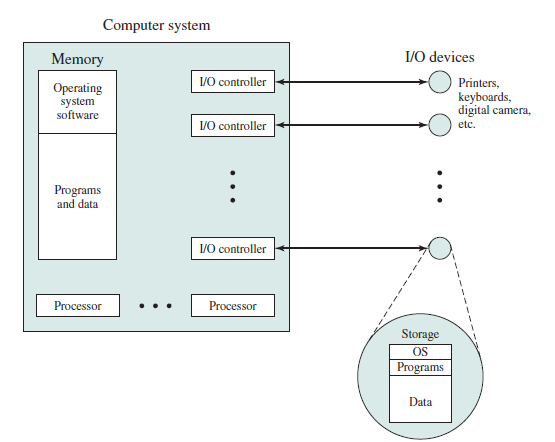 Computer system
Memory
Operating
system
software
Programs
and data
I/O controller
I/O controller
I/O controller
Processor
Processor
I/O devices
Printers,
keyboards,
digital camera,
etc.
Storage
OS
Programs
Data